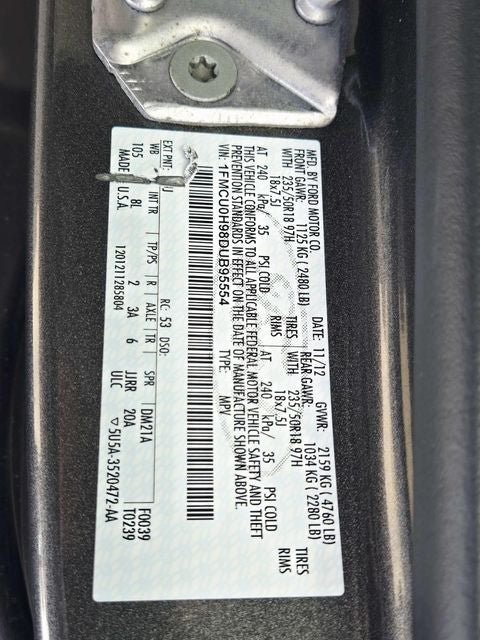 MFD. BY FORD MOTOR CO.
DATE: 11/12 GVWR: 2159 KG ( 4760 LB)
FRONT GAWR: 1125 KG ( 2480 LB) REAR GAWR: 1034 KG ( 2280 LB)
WITH 235/50R18 97H TIRES WITH 235/50R18 97H TIRES
18x7.5J RIMS 18x7.5J RIMS
AT 240 kPa/ 35 PSI COLD AT 240 kPa/ 35 PSI COLD
THIS VEHICLE CONFORMS TO ALL APPLICABLE FEDERAL MOTOR VEHICLE SAFETY AND THEFT
PREVENTION STANDARDS IN EFFECT ON THE DATE OF MANUFACTURE SHOWN ABOVE.
VIN: 1FMCU0H98DUB95554 TYPE: MPV
EXT PNT: UJ RC: 53 DSO: F0039
WB INT TR TP/PS R AXLE TR SPR DM21A T0239
105 8L 2 3A 6 JJRR 20A
MADE U.S.A. ULC
1201211285804 5U5A-3520472-AA